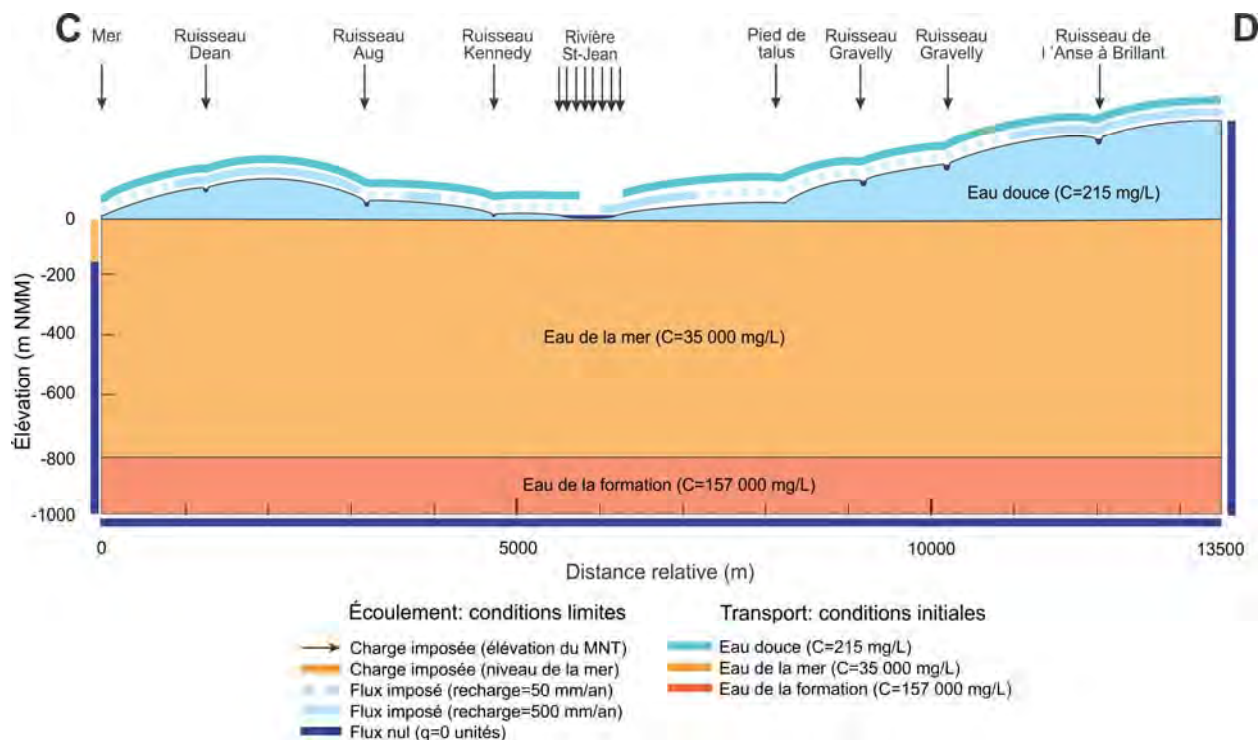 C
D
Mer
Ruisseau
Dean
Ruisseau
Aug
Ruisseau
Kennedy
Rivière
St-Jean
Pied de
talus
Ruisseau
Gravelly
Ruisseau
Gravelly
Ruisseau de
l'Anse à Brillant
Eau douce (C=215 mg/L)
Eau de la mer (C=35 000 mg/L)
Eau de la formation (C=157 000 mg/L)
Élévation (m NMM)
0
-200
-400
-600
-800
-1000
0
5000
10000
13500
Distance relative (m)
Écoulement: conditions limites
Charge imposée (élévation du MNT)
Charge imposée (niveau de la mer)
Flux imposé (recharge=50 mm/an)
Flux imposé (recharge=500 mm/an)
Flux nul (q=0 unités)
Transport: conditions initiales
Eau douce (C=215 mg/L)
Eau de la mer (C=35 000 mg/L)
Eau de la formation (C=157 000 mg/L)